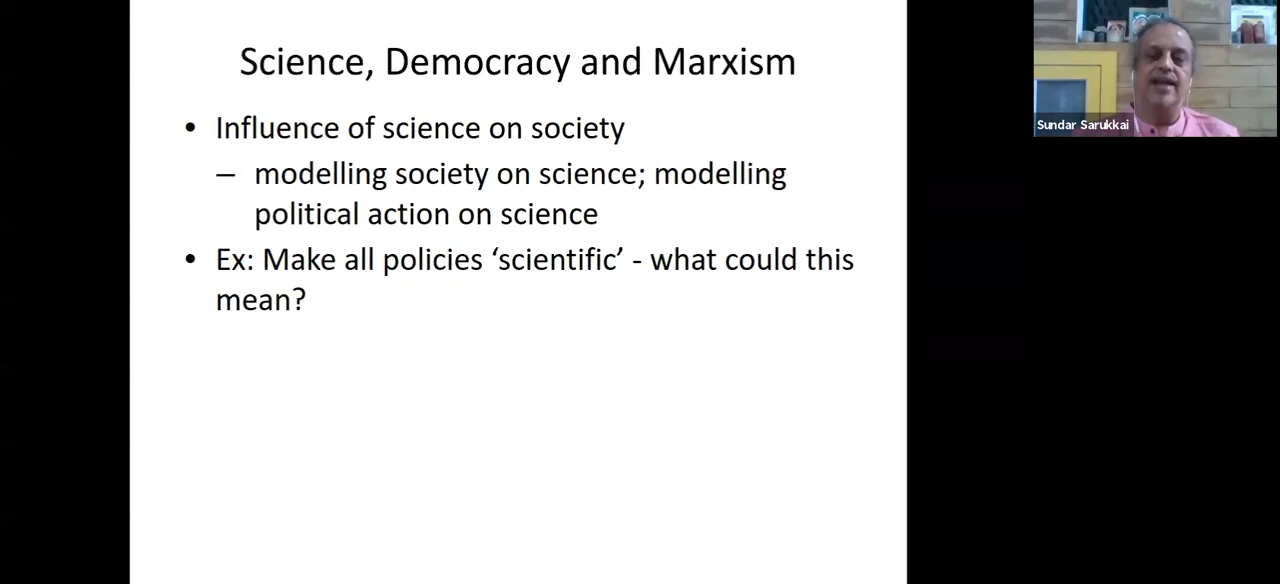 Science, Democracy and Marxism
• Influence of science on society
– modelling society on science; modelling
political action on science
• Ex: Make all policies ‘scientific’ - what could this
mean?
Sundar Sarukkai